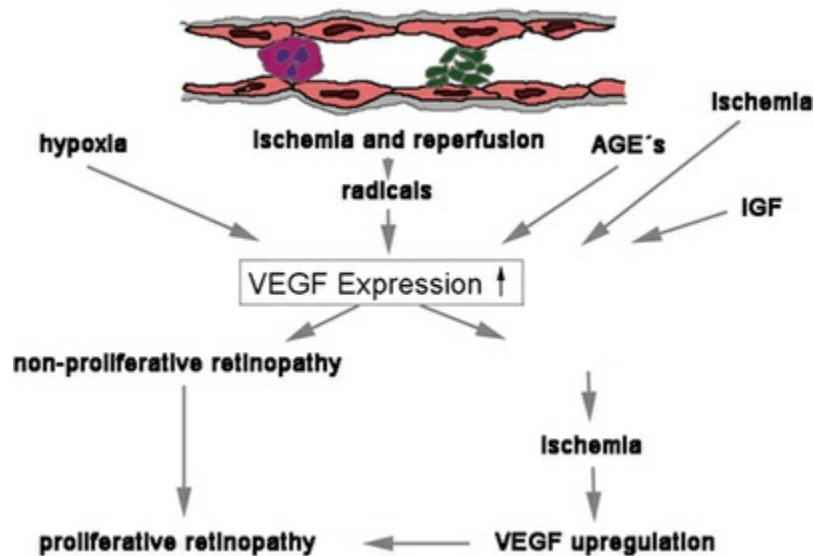 Ischemia
hypoxia
Ischemia and reperfusion
AGE´s
radicals
IGF
VEGF Expression
non-proliferative retinopathy
Ischemia
proliferative retinopathy
VEGF upregulation